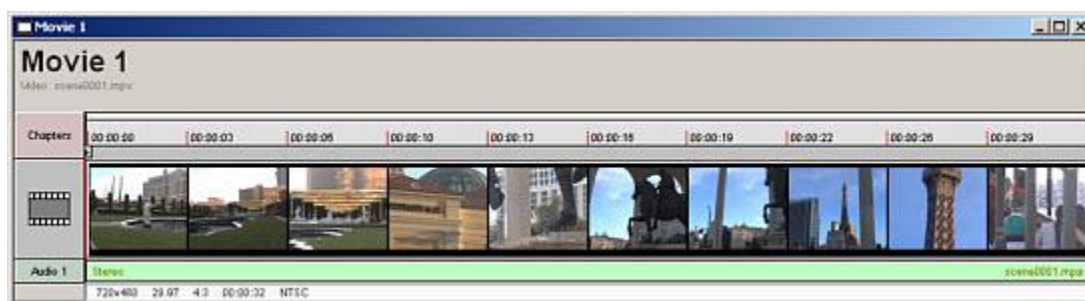 Movie 1
Movie 1
Video: scene0001.mpv
Chapters 00:00:00 00:00:03 00:00:06 00:00:10 00:00:13 00:00:16 00:00:19 00:00:22 00:00:26 00:00:29
Audio 1 Stereo scene0001.mpa
720x480 29.97 4:3 00:00:32 NTSC